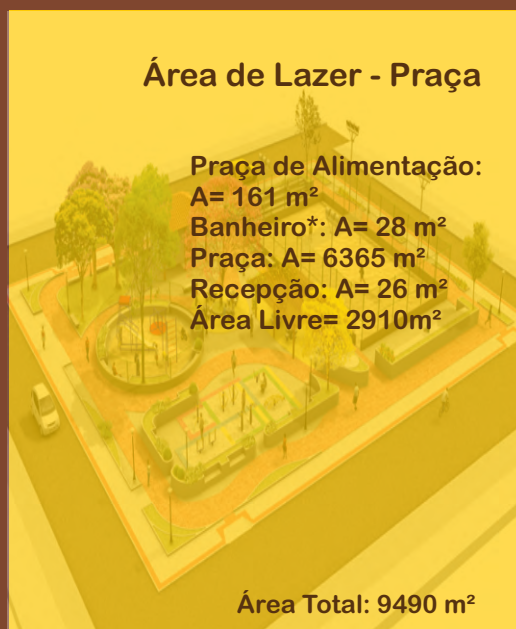 Área de Lazer - Praça
Praça de Alimentação:
A= 161 m²
Banheiro*: A= 28 m²
Praça: A= 6365 m²
Recepção: A= 26 m²
Área Livre= 2910m²
Área Total: 9490 m²